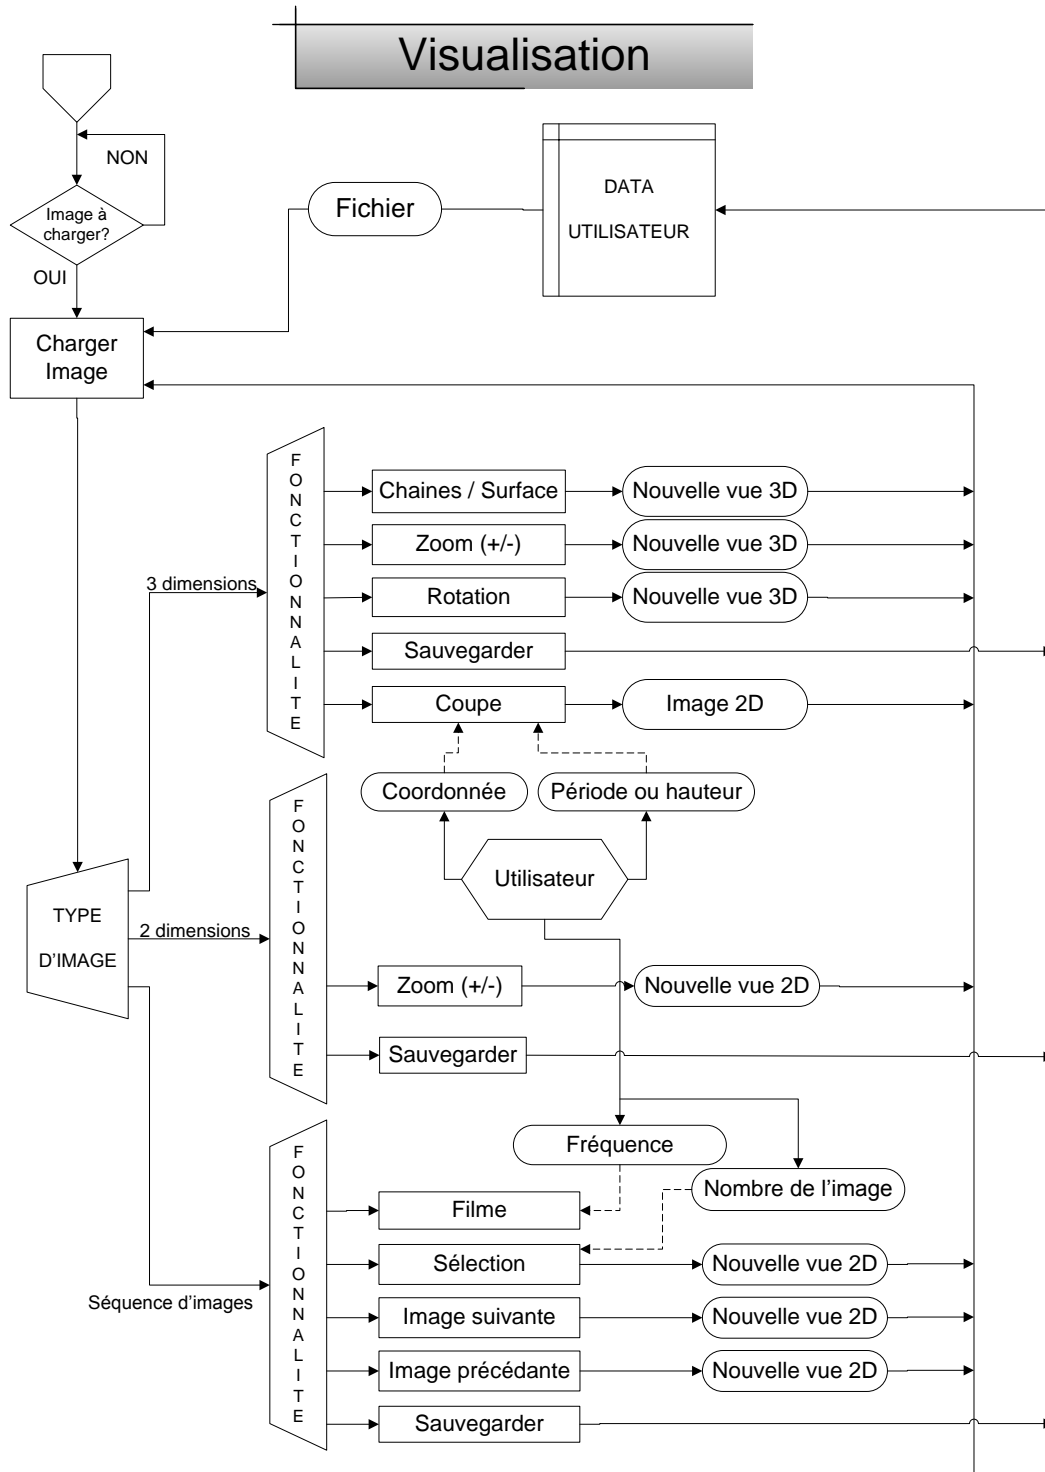 Visualisation
NON
Image à
charger?
OUI
Fichier
DATA
UTILISATEUR
Charger
Image
3 dimensions
FONCTIONNALITE
Chaines / Surface
Nouvelle vue 3D
Zoom (+/-)
Nouvelle vue 3D
Rotation
Nouvelle vue 3D
Sauvegarder
Coupe
Image 2D
Coordonnée
Période ou hauteur
Utilisateur
TYPE
D'IMAGE
2 dimensions
FONCTIONNALITE
Zoom (+/-)
Nouvelle vue 2D
Sauvegarder
Fréquence
Nombre de l'image
Séquence d'images
FONCTIONNALITE
Filme
Sélection
Nouvelle vue 2D
Image suivante
Nouvelle vue 2D
Image précédante
Nouvelle vue 2D
Sauvegarder